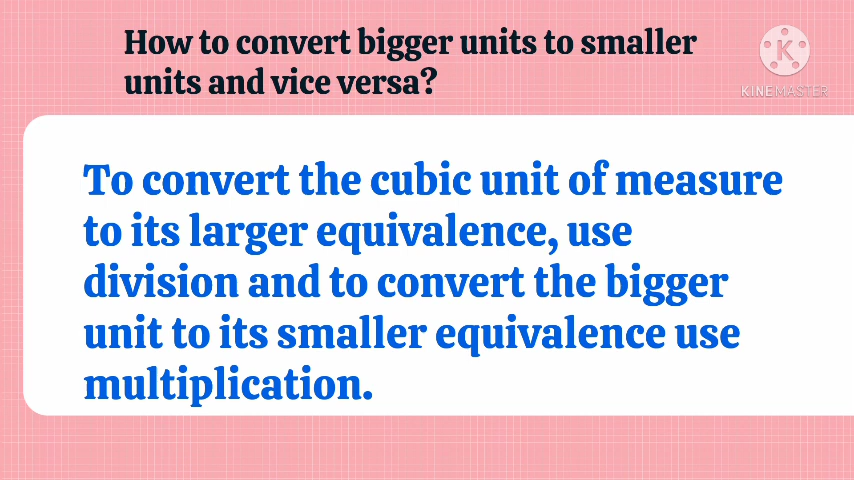 How to convert bigger units to smaller
units and vice versa?
K
KINEMASTER
To convert the cubic unit of measure
to its larger equivalence, use
division and to convert the bigger
unit to its smaller equivalence use
multiplication.